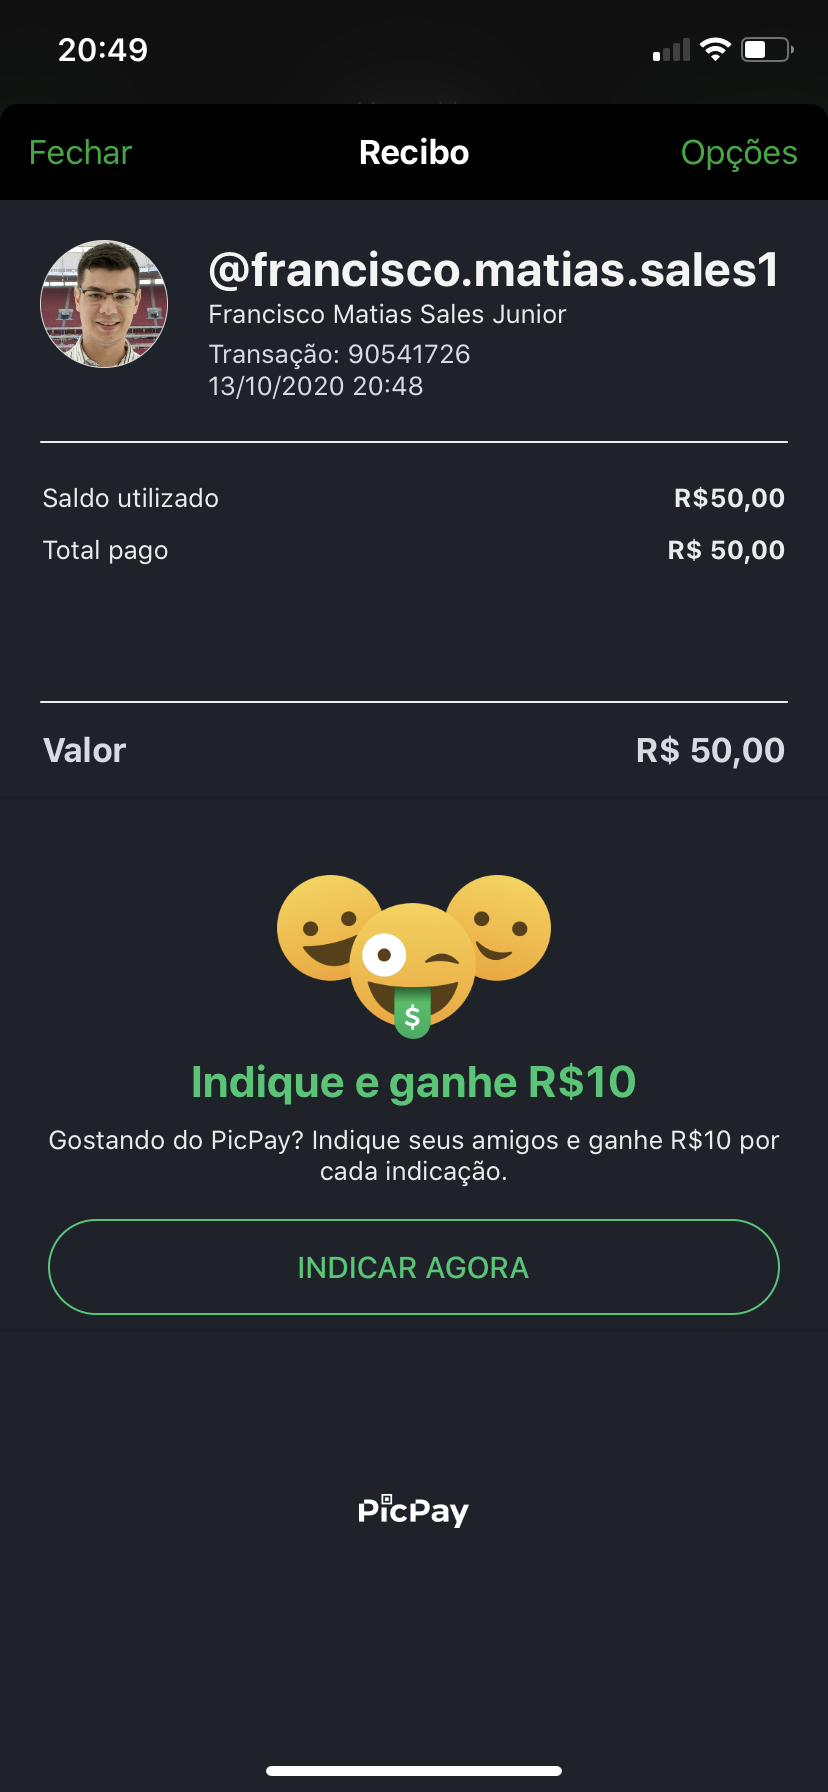 20:49
Fechar
Recibo
Opções
@francisco.matias.sales1
Francisco Matias Sales Junior
Transação: 90541726
13/10/2020 20:48
Saldo utilizado R$50,00
Total pago R$ 50,00
Valor R$ 50,00
$
Indique e ganhe R$10
Gostando do PicPay? Indique seus amigos e ganhe R$10 por
cada indicação.
INDICAR AGORA
PicPay